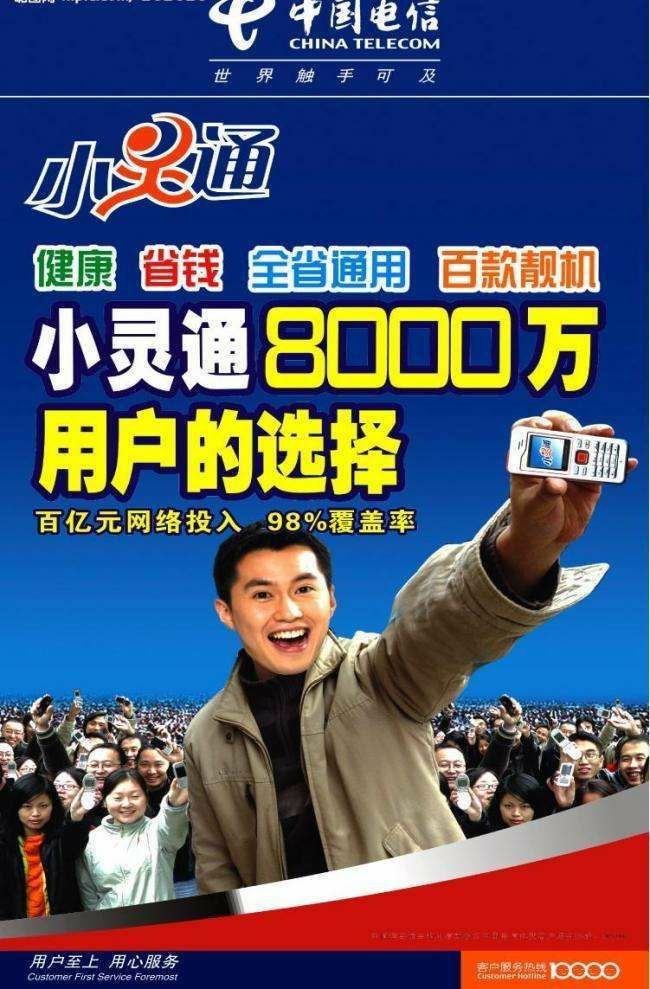 中国电信
CHINA TELECOM
世界触手可及
小灵通
健康 省钱 全省通用 百款靓机
小灵通8000万
用户的选择
百亿元网络投入 98%覆盖率
小灵通
用户至上 用心服务
Customer First Service Foremost
客户服务热线 10000
Customer Hotline